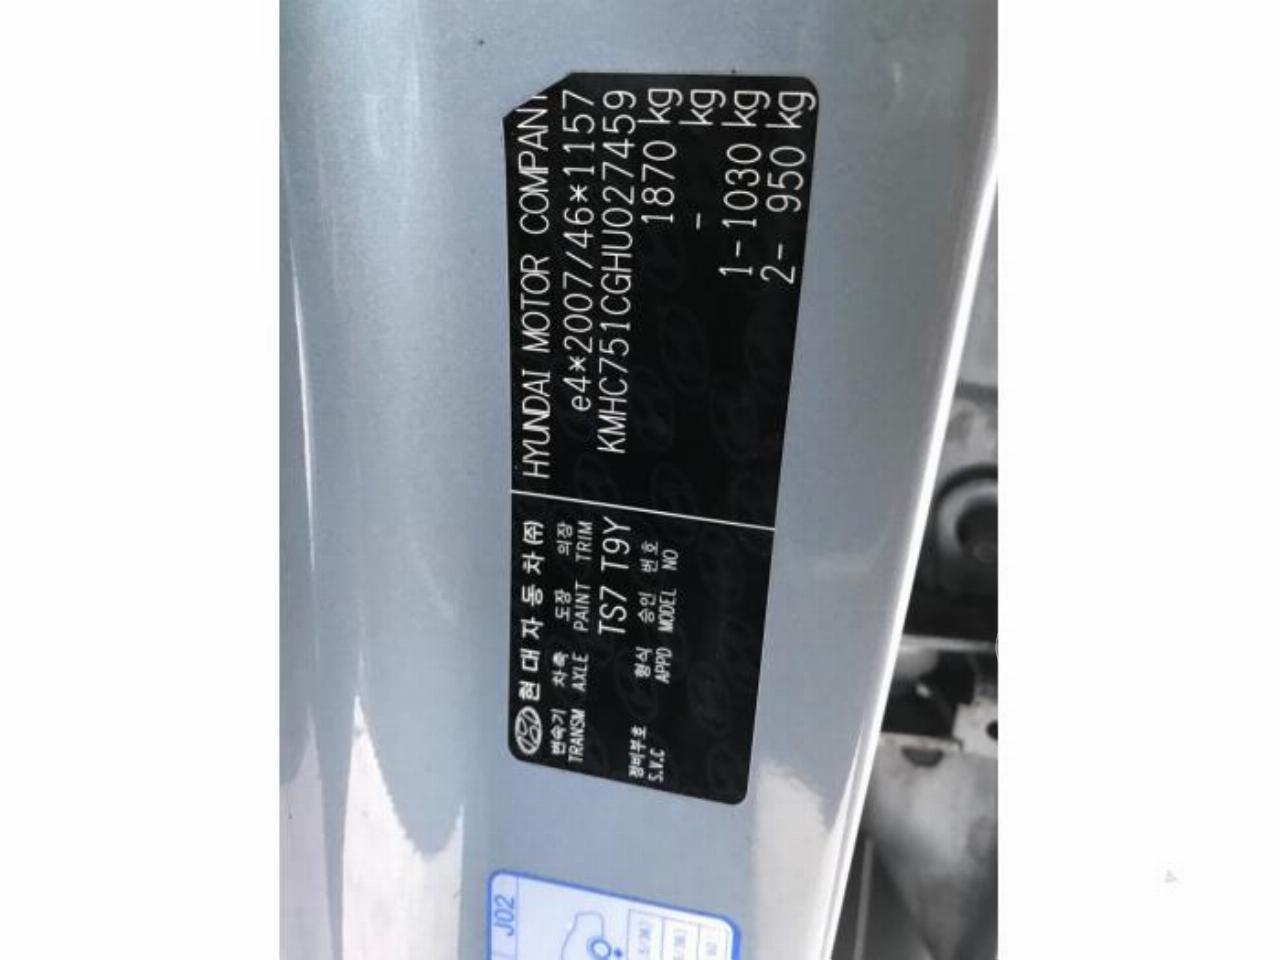 현대자동차(주)
HYUNDAI MOTOR COMPANY
변속기 차축 도장 의장
TRANSM AXLE PAINT TRIM
e4*2007/46*1157
TS7 T9Y
KMHC751CGHU027459
정비부호 형식 승인 번호
S.V.C APPD MODEL NO
1870 kg
- kg
1- 1030 kg
2- 950 kg
J02